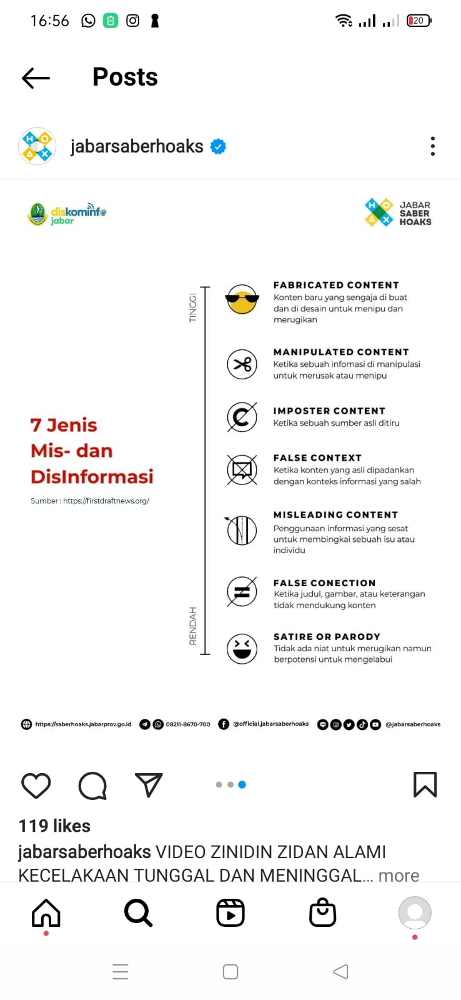 16:56
20
Posts
jabarsaberhoaks
diskominfo
jabar
JABAR
SABER
HOAKS
TINGGI
FABRICATED CONTENT
Konten baru yang sengaja di buat
dan di desain untuk menipu dan
merugikan
MANIPULATED CONTENT
Ketika sebuah infomasi di manipulasi
untuk merusak atau menipu
IMPOSTER CONTENT
Ketika sebuah sumber asli ditiru
7 Jenis
Mis- dan
DisInformasi
Sumber : https://firstdraftnews.org/
FALSE CONTEXT
Ketika konten yang asli dipadankan
dengan konteks informasi yang salah
MISLEADING CONTENT
Penggunaan informasi yang sesat
untuk membingkai sebuah isu atau
individu
FALSE CONECTION
Ketika judul, gambar, atau keterangan
tidak mendukung konten
RENDAH
SATIRE OR PARODY
Tidak ada niat untuk merugikan namun
berpotensi untuk mengelabui
https://saberhoaks.jabarprov.go.id 08211-8670-700 @official.jabarsaberhoaks @jabarsaberhoaks
119 likes
jabarsaberhoaks VIDEO ZINIDIN ZIDAN ALAMI
KECELAKAAN TUNGGAL DAN MENINGGAL... more